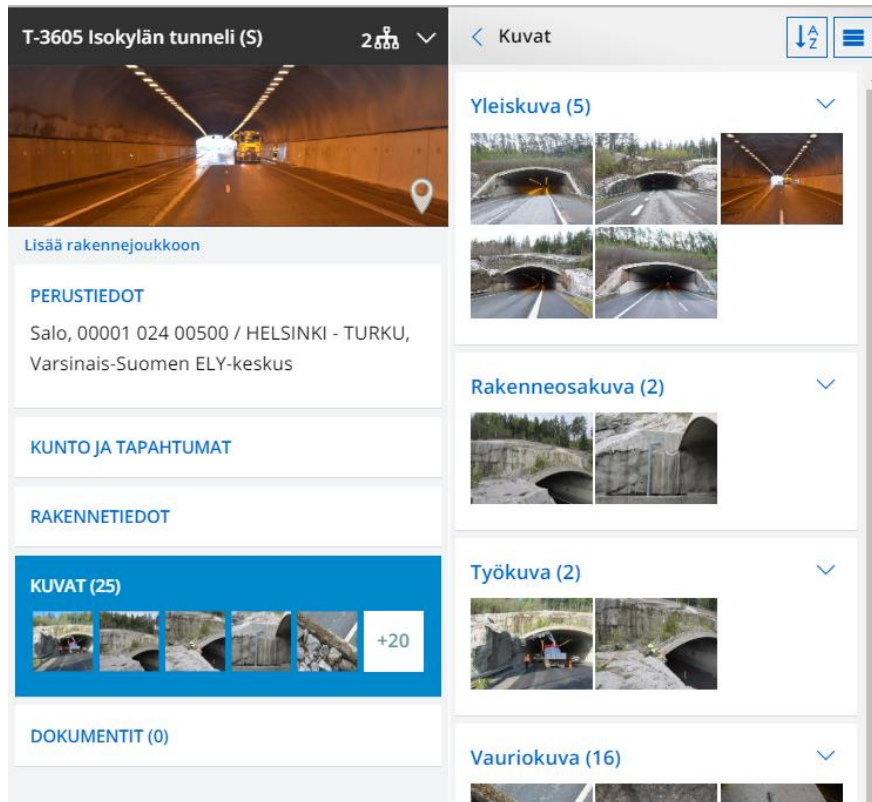 T-3605 Isokylän tunneli (S)
2
Lisää rakennejoukkoon
PERUSTIEDOT
Salo, 00001 024 00500 / HELSINKI - TURKU,
Varsinais-Suomen ELY-keskus
KUNTO JA TAPAHTUMAT
RAKENNETIEDOT
KUVAT (25)
+20
DOKUMENTIT (0)
Kuvat
A
Z
Yleiskuva (5)
Rakenneosakuva (2)
Työkuva (2)
Vauriokuva (16)